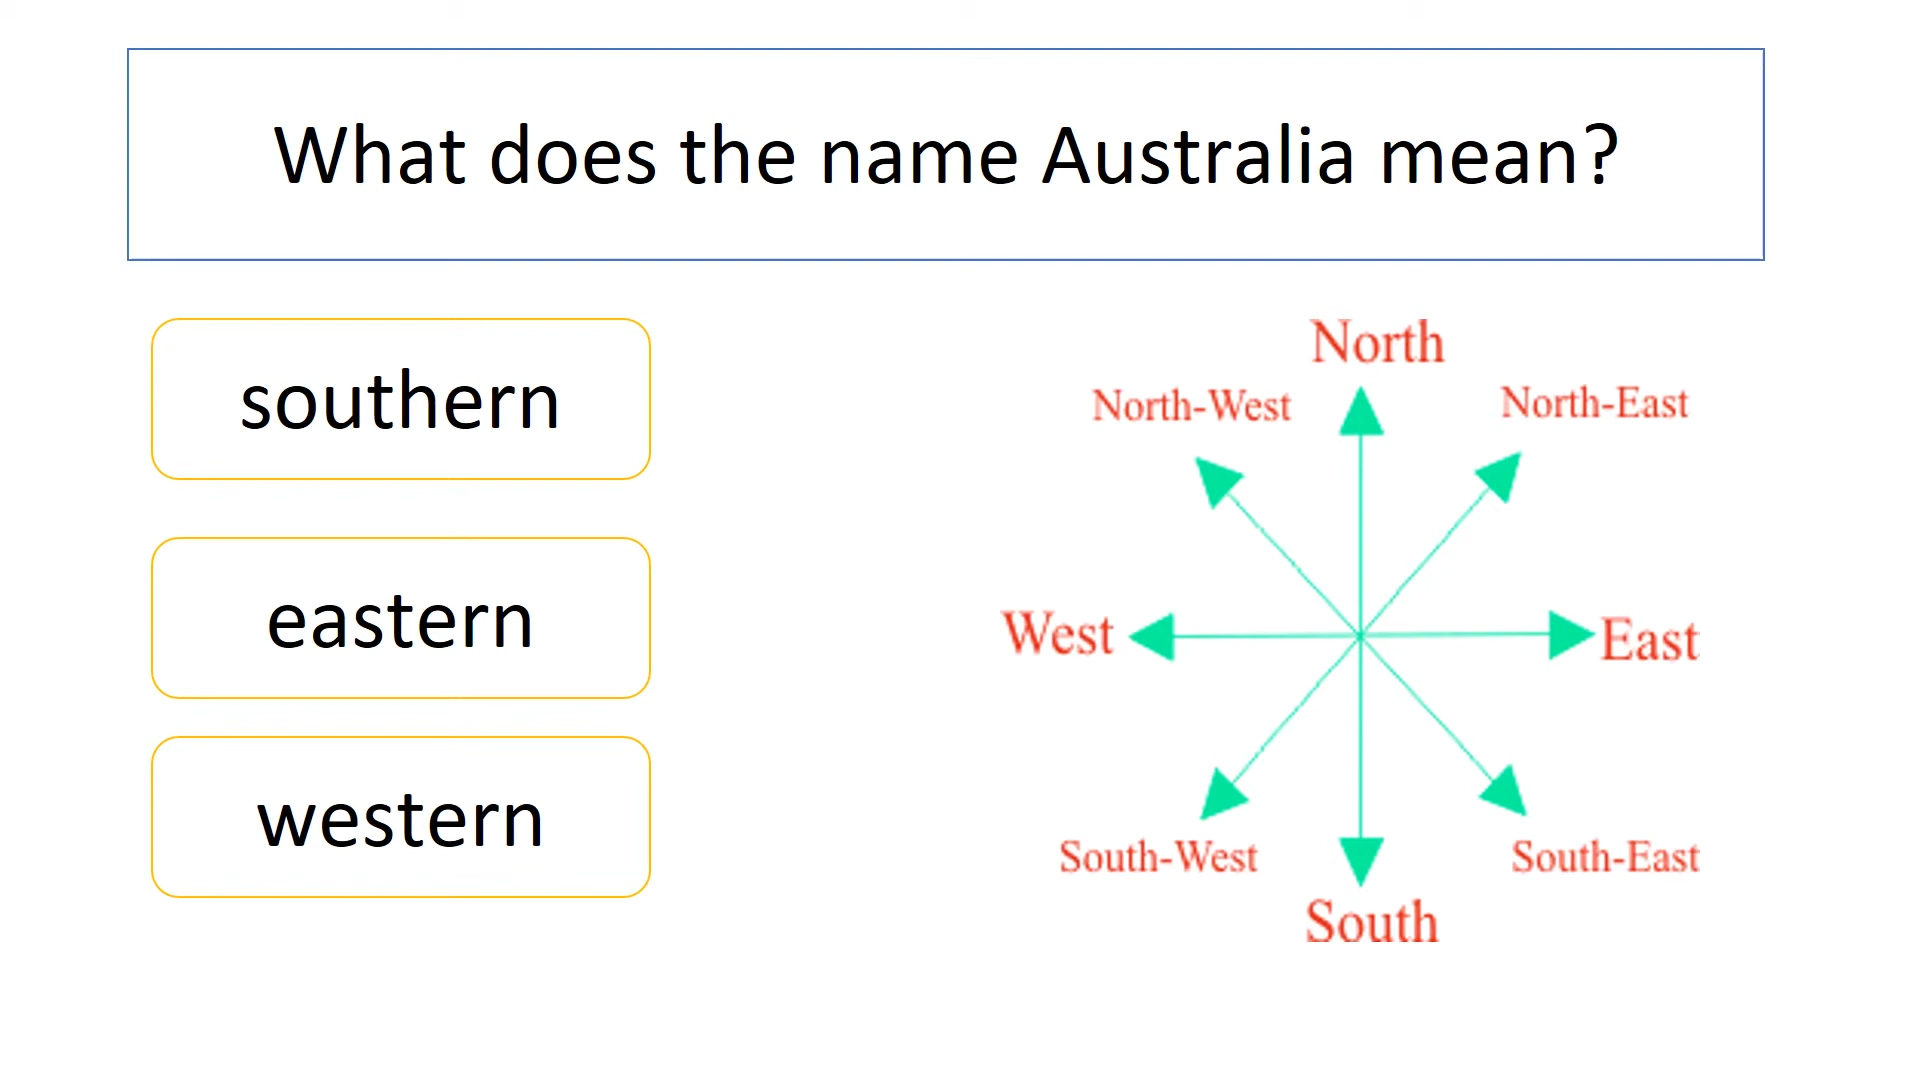 What does the name Australia mean?
southern
eastern
western
North
North-West
North-East
West
East
South-West
South-East
South